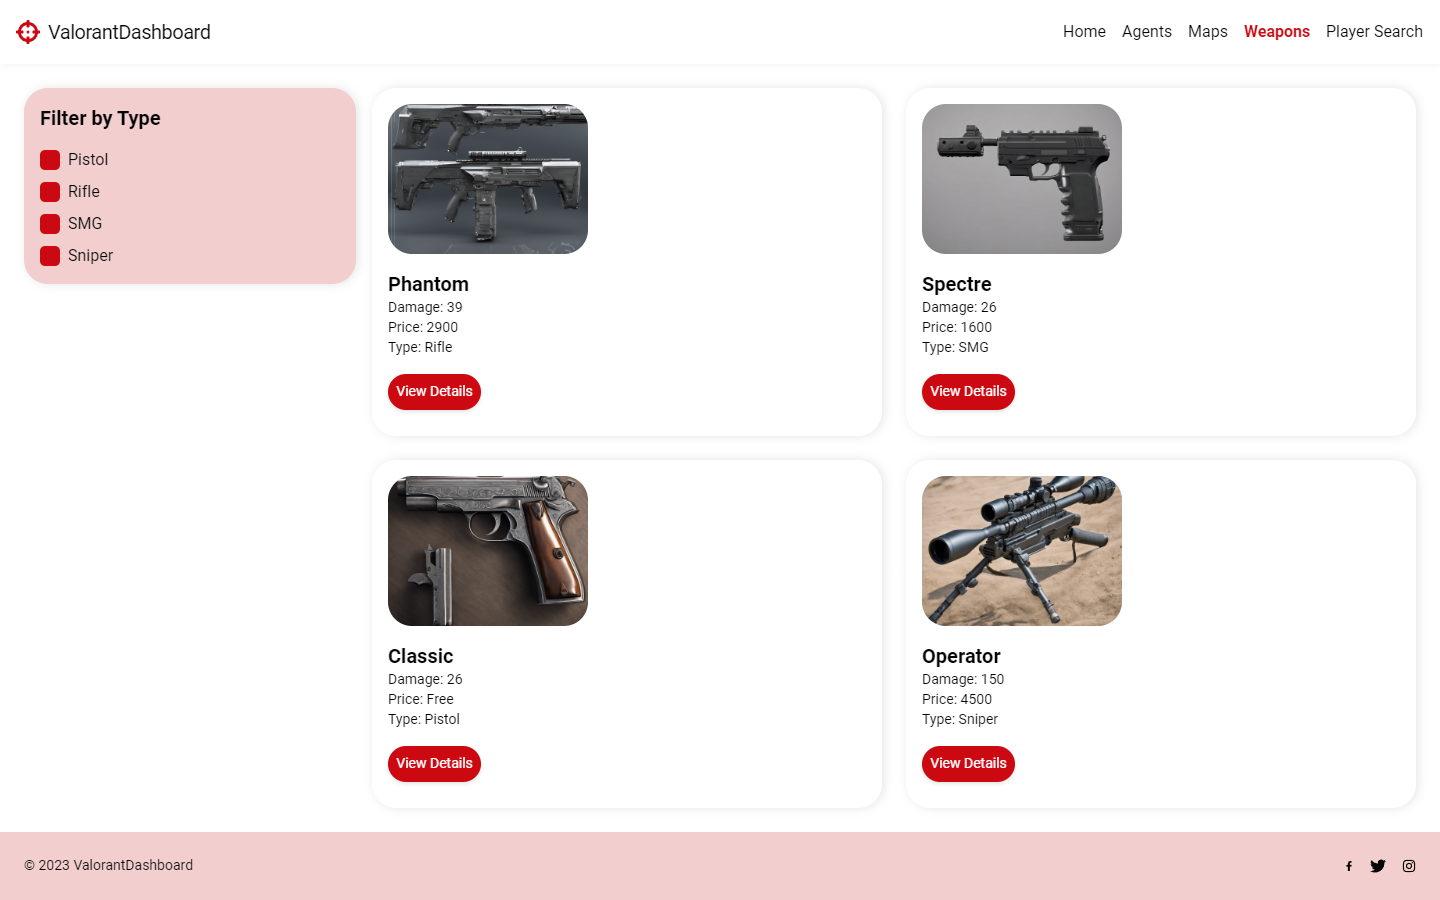 ValorantDashboard
Home
Agents
Maps
Weapons
Player Search
Filter by Type
Pistol
Rifle
SMG
Sniper
Phantom
Damage: 39
Price: 2900
Type: Rifle
View Details
Spectre
Damage: 26
Price: 1600
Type: SMG
View Details
Classic
Damage: 26
Price: Free
Type: Pistol
View Details
Operator
Damage: 150
Price: 4500
Type: Sniper
View Details
© 2023 ValorantDashboard